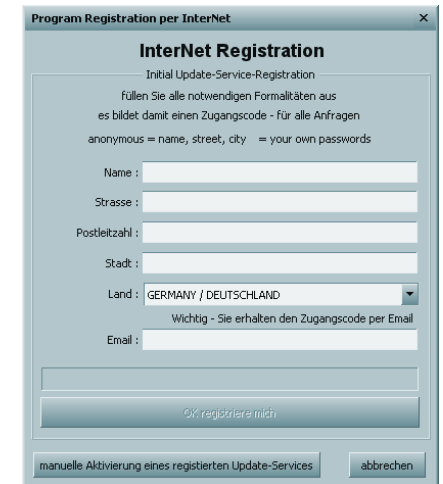 Program Registration per InterNet
InterNet Registration
Initial Update-Service-Registration
füllen Sie alle notwendigen Formalitäten aus
es bildet damit einen Zugangscode - für alle Anfragen
anonymous = name, street, city = your own passwords
Name :
Strasse :
Postleitzahl :
Stadt :
Land : GERMANY / DEUTSCHLAND
Wichtig - Sie erhalten den Zugangscode per Email
Email :
OK registriere mich
manuelle Aktivierung eines registierten Update-Services abbrechen